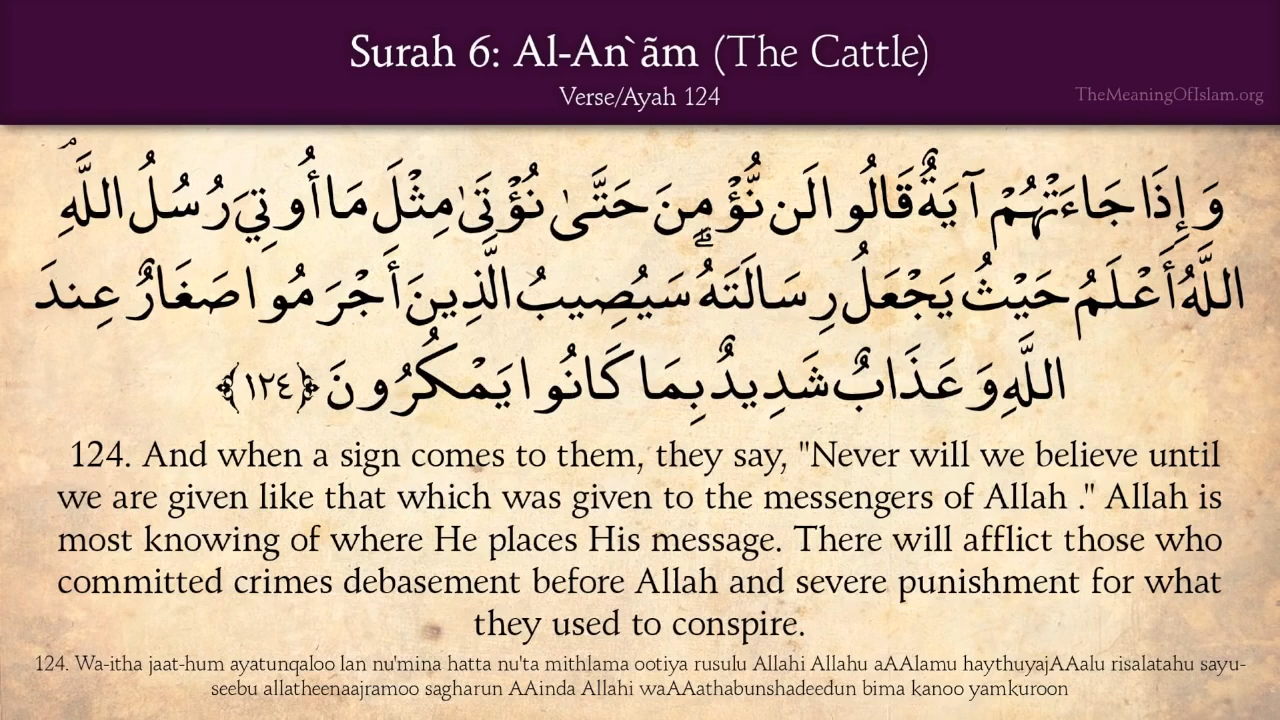 Surah 6: Al-An`ãm (The Cattle)
Verse/Ayah 124
TheMeaningOfIslam.org
وَإِذَا جَاءَتْهُمْ آيَةٌ قَالُوا لَن نُّؤْمِنَ حَتَّىٰ نُؤْتَىٰ مِثْلَ مَا أُوتِيَ رُسُلُ اللَّهِ ۘ
اللَّهُ أَعْلَمُ حَيْثُ يَجْعَلُ رِسَالَتَهُ ۗ سَيُصِيبُ الَّذِينَ أَجْرَمُوا صَغَارٌ عِندَ
اللَّهِ وَعَذَابٌ شَدِيدٌ بِمَا كَانُوا يَمْكُرُونَ ﴿١٢٤﴾
124. And when a sign comes to them, they say, "Never will we believe until
we are given like that which was given to the messengers of Allah ." Allah is
most knowing of where He places His message. There will afflict those who
committed crimes debasement before Allah and severe punishment for what
they used to conspire.
124. Wa-itha jaat-hum ayatunqaloo lan nu'mina hatta nu'ta mithlama ootiya rusulu Allahi Allahu aAAlamu haythuyajAAalu risalatahu sayu-
seebu allatheenaajramoo sagharun AAinda Allahi waAAathabunshadeedun bima kanoo yamkuroon